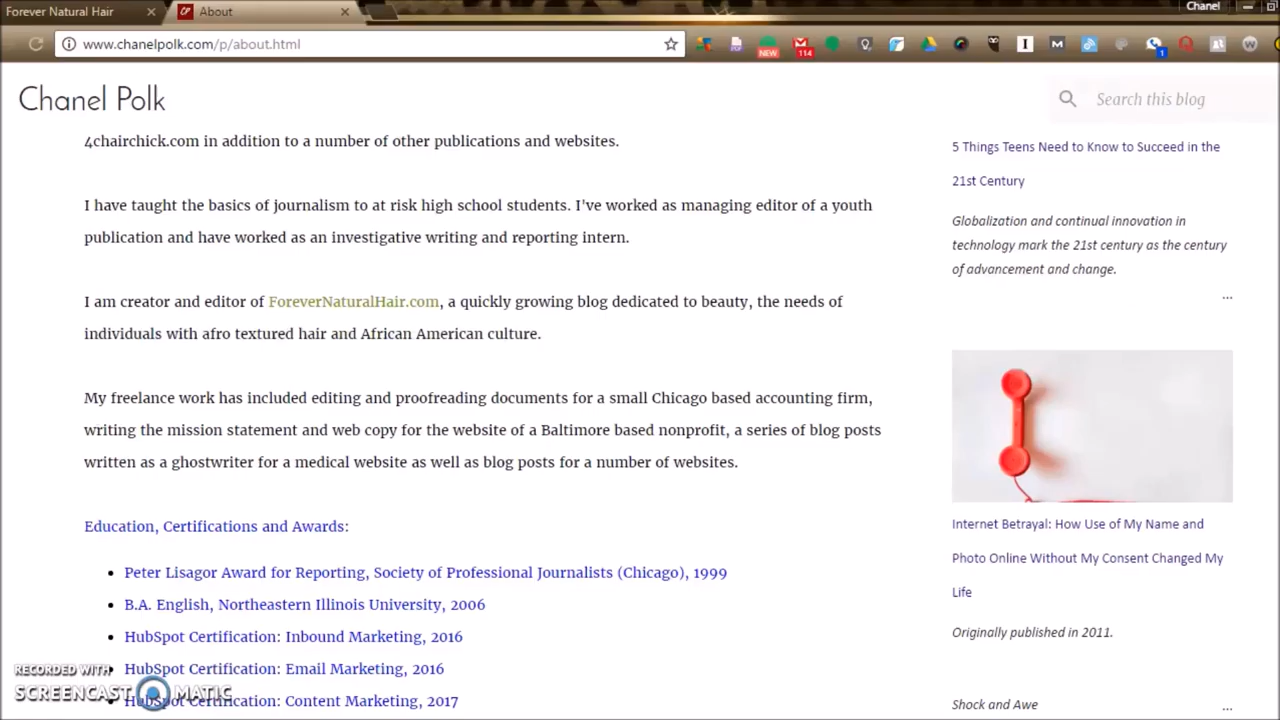 Forever Natural Hair
About
Chanel
www.chanelpolk.com/p/about.html
NEW
114
1
Chanel Polk
Search this blog
4chairchick.com in addition to a number of other publications and websites.
I have taught the basics of journalism to at risk high school students. I've worked as managing editor of a youth
publication and have worked as an investigative writing and reporting intern.
I am creator and editor of ForeverNaturalHair.com, a quickly growing blog dedicated to beauty, the needs of
individuals with afro textured hair and African American culture.
My freelance work has included editing and proofreading documents for a small Chicago based accounting firm,
writing the mission statement and web copy for the website of a Baltimore based nonprofit, a series of blog posts
written as a ghostwriter for a medical website as well as blog posts for a number of websites.
Education, Certifications and Awards:
Peter Lisagor Award for Reporting, Society of Professional Journalists (Chicago), 1999
B.A. English, Northeastern Illinois University, 2006
HubSpot Certification: Inbound Marketing, 2016
HubSpot Certification: Email Marketing, 2016
HubSpot Certification: Content Marketing, 2017
5 Things Teens Need to Know to Succeed in the
21st Century
Globalization and continual innovation in
technology mark the 21st century as the century
of advancement and change.
...
Internet Betrayal: How Use of My Name and
Photo Online Without My Consent Changed My
Life
Originally published in 2011.
Shock and Awe
...
RECORDED WITH
SCREENCAST MATIC